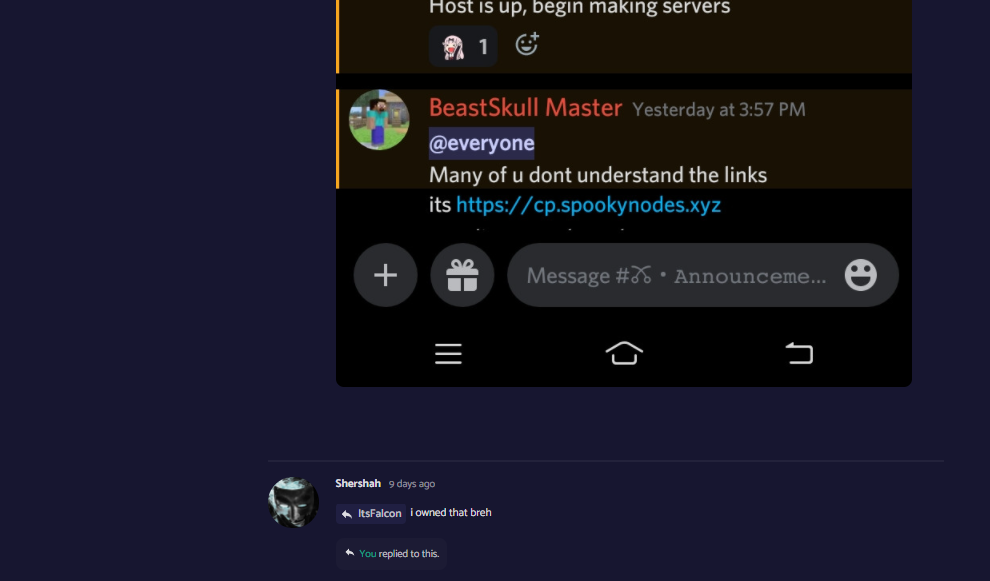 Host is up, begin making servers
1
BeastSkull Master Yesterday at 3:57 PM
@everyone
Many of u dont understand the links
its https://cp.spookynodes.xyz
Message #🏹 • 𝙰𝚗𝚗𝚘𝚞𝚗𝚌𝚎𝚖𝚎...
Shershah 9 days ago
ItsFalcon i owned that breh
You replied to this.